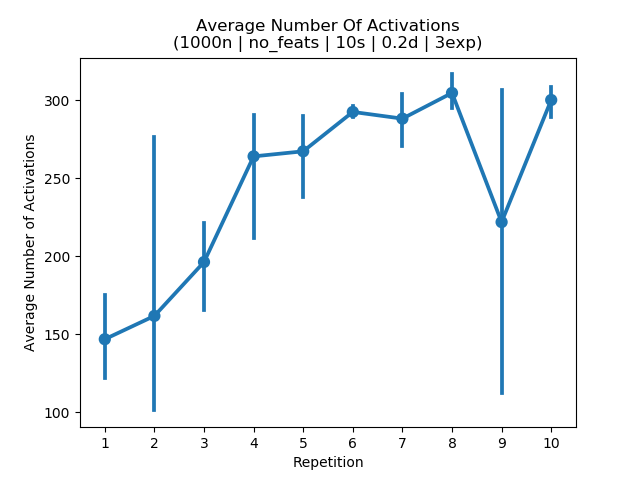 Average Number Of Activations
(1000n | no_feats | 10s | 0.2d | 3exp)
300
250
200
150
100
Average Number of Activations
1 2 3 4 5 6 7 8 9 10
Repetition